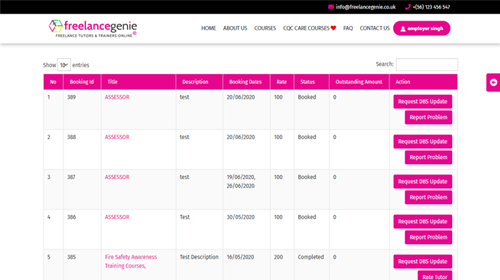 info@freelancegenie.co.uk +(56) 123 456 547
freelancegenie
FREELANCE TUTORS & TRAINERS ONLINE
HOME ABOUT US COURSES CQC CARE COURSES FAQ CONTACT US employer singh
Show 10 entries Search:
No Booking Id Title Description Booking Dates Rate Status Outstanding Amount Action
1 389 ASSESSOR test 20/06/2020 100 Booked 0 Request DBS Update
Report Problem
2 388 ASSESSOR test 20/06/2020 100 Booked 0 Request DBS Update
Report Problem
3 387 ASSESSOR test 19/06/2020, 100 Booked 0 Request DBS Update
26/06/2020
Report Problem
4 386 ASSESSOR test 30/05/2020 100 Booked 0 Request DBS Update
Report Problem
5 385 Fire Safety Awareness Test Description 16/05/2020 200 Completed 0 Request DBS Update
Training Courses,
Rate Tutor